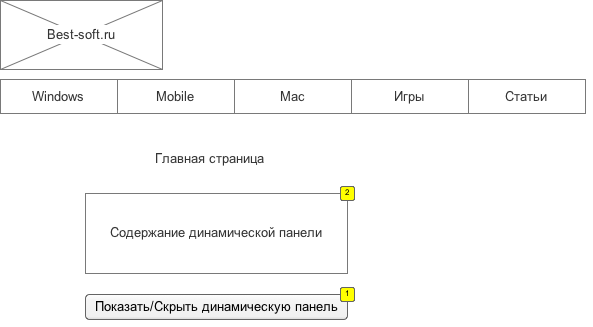 Best-soft.ru
Windows Mobile Mac Игры Статьи
Главная страница
2
Содержание динамической панели
1
Показать/Скрыть динамическую панель